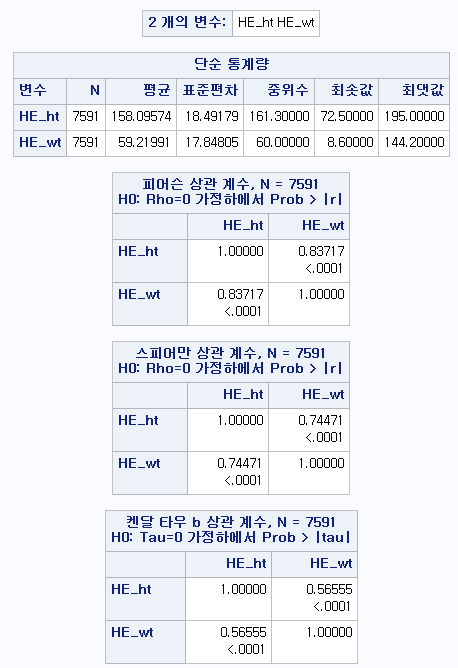 2 개의 변수: HE_ht HE_wt
단순 통계량
변수 N 평균 표준편차 중위수 최솟값 최댓값
HE_ht 7591 158.09574 18.49179 161.30000 72.50000 195.00000
HE_wt 7591 59.21991 17.84805 60.00000 8.60000 144.20000
피어슨 상관 계수, N = 7591
H0: Rho=0 가정하에서 Prob > |r|
HE_ht HE_wt
HE_ht 1.00000 0.83717
<.0001
HE_wt 0.83717 1.00000
<.0001
스피어만 상관 계수, N = 7591
H0: Rho=0 가정하에서 Prob > |r|
HE_ht HE_wt
HE_ht 1.00000 0.74471
<.0001
HE_wt 0.74471 1.00000
<.0001
켄달 타우 b 상관 계수, N = 7591
H0: Tau=0 가정하에서 Prob > |tau|
HE_ht HE_wt
HE_ht 1.00000 0.56555
<.0001
HE_wt 0.56555 1.00000
<.0001